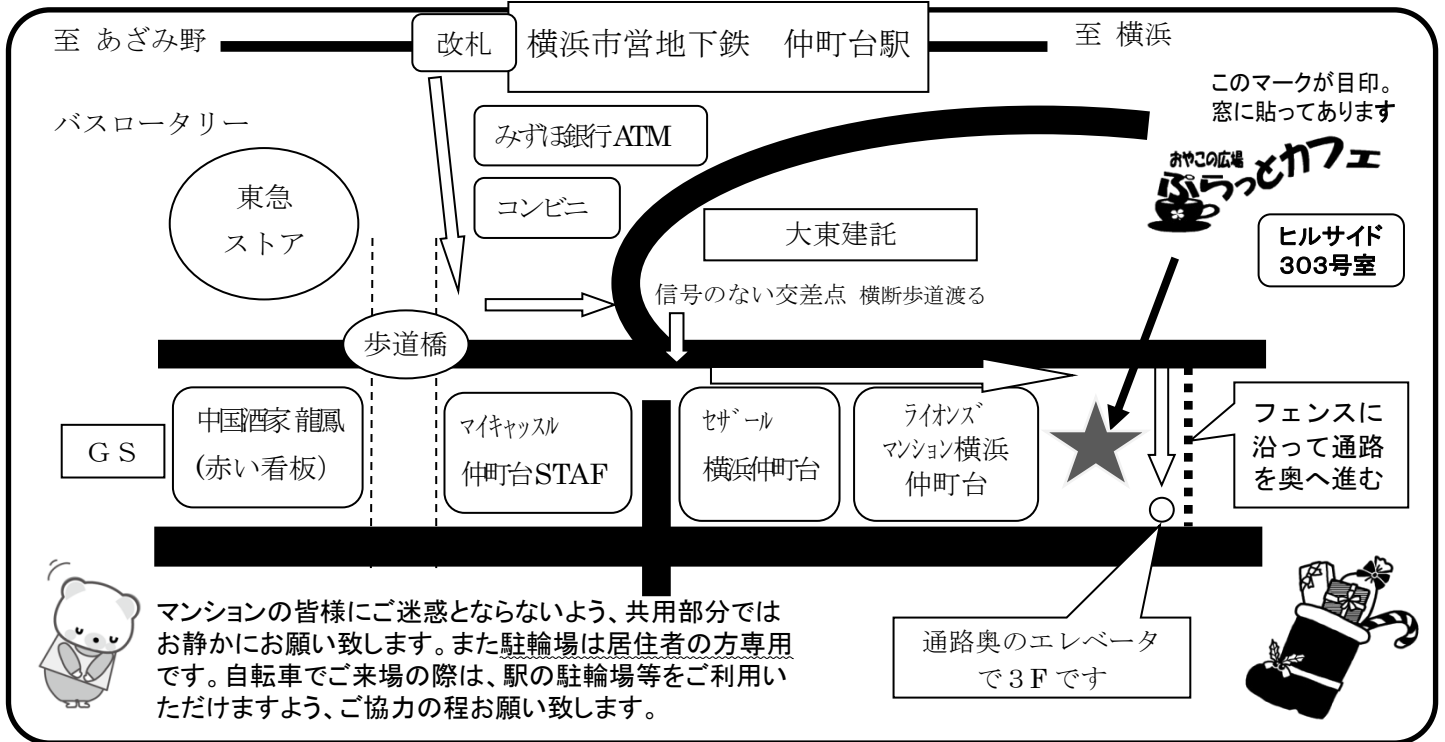 至 あざみ野
改札
横浜市営地下鉄 仲町台駅
至 横浜
このマークが目印。
窓に貼ってあります
バスロータリー
みずほ銀行ATM
おやこの広場
ぷらっとカフェ
東急
ストア
コンビニ
大東建託
ヒルサイド
303号室
信号のない交差点 横断歩道渡る
歩道橋
GS
中国酒家 龍鳳
(赤い看板)
マイキャッスル
仲町台STAF
セザール
横浜仲町台
ライオンズ
マンション横浜
仲町台
フェンスに
沿って通路
を奥へ進む
マンションの皆様にご迷惑とならないよう、共用部分では
お静かにお願い致します。また駐輪場は居住者の方専用
です。自転車でご来場の際は、駅の駐輪場等をご利用い
ただけますよう、ご協力の程お願い致します。
通路奥のエレベータ
で3Fです